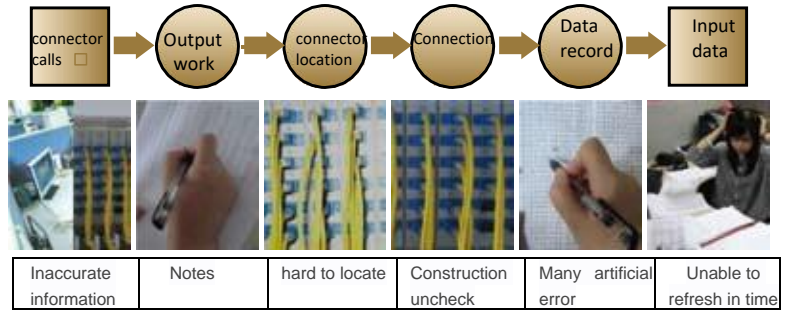 connector
calls □
Output
work
connector
location
Connection
Data
record
Input
data
Inaccurate
information
Notes
hard to locate
Construction
uncheck
Many artificial
error
Unable to
refresh in time